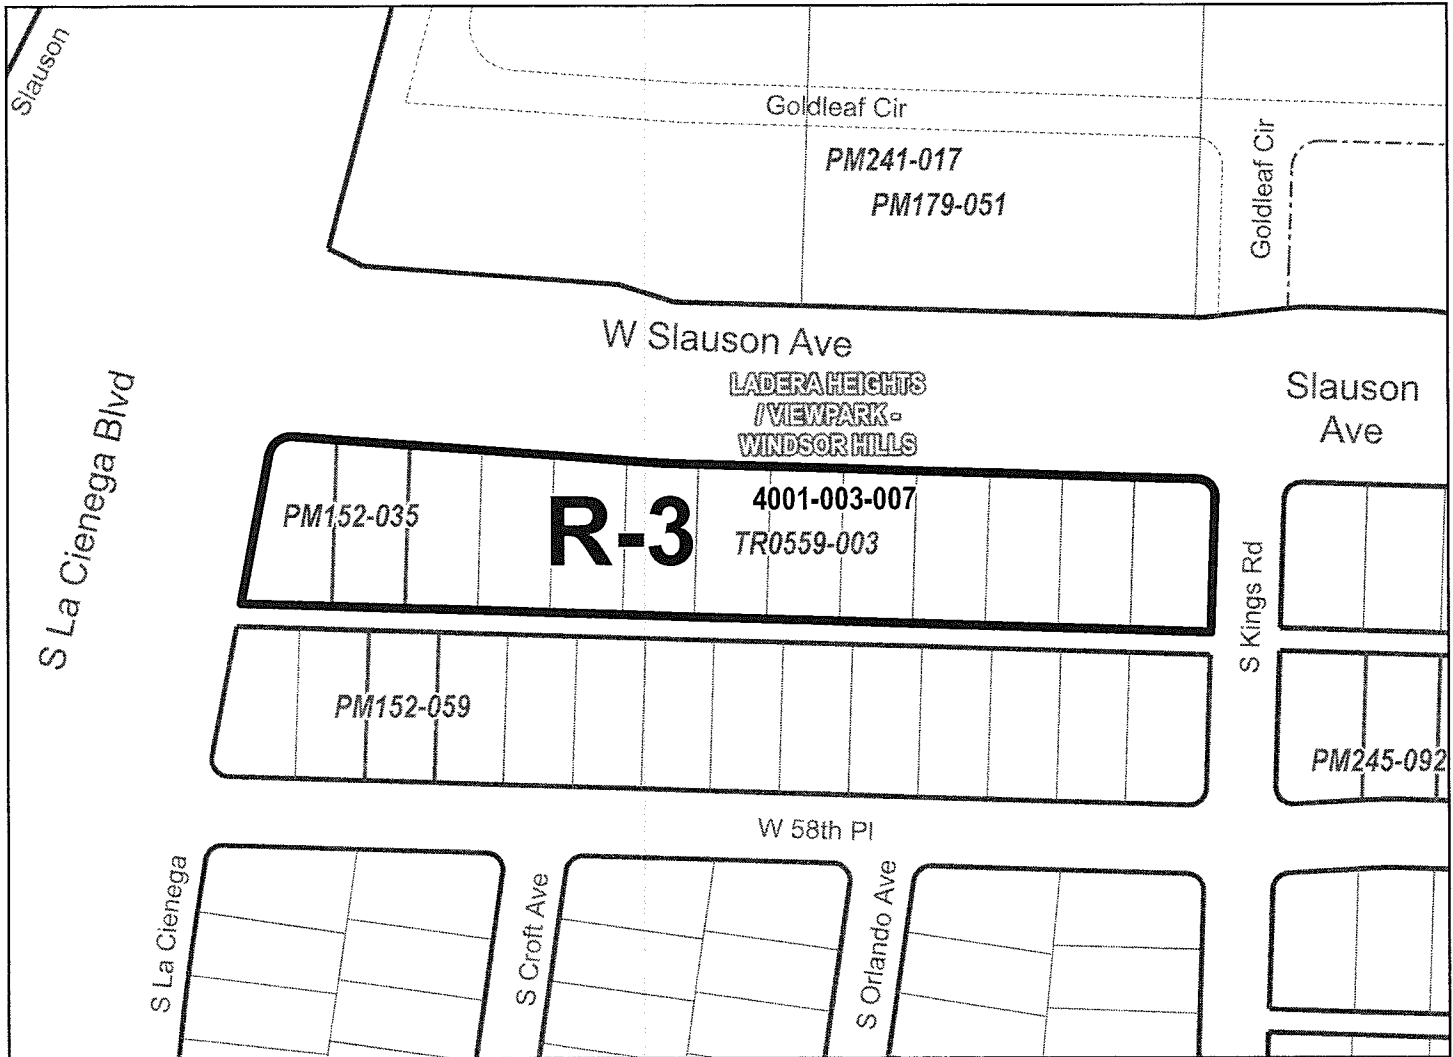 Slauson
Goldleaf Cir
Goldleaf Cir
PM241-017
PM179-051
W Slauson Ave
LADERA HEIGHTS
/ VIEWPARK -
WINDSOR HILLS
Slauson
Ave
S La Cienega Blvd
PM152-035
R-3
4001-003-007
TR0559-003
S Kings Rd
PM152-059
PM245-092
W 58th Pl
S La Cienega
S Croft Ave
S Orlando Ave